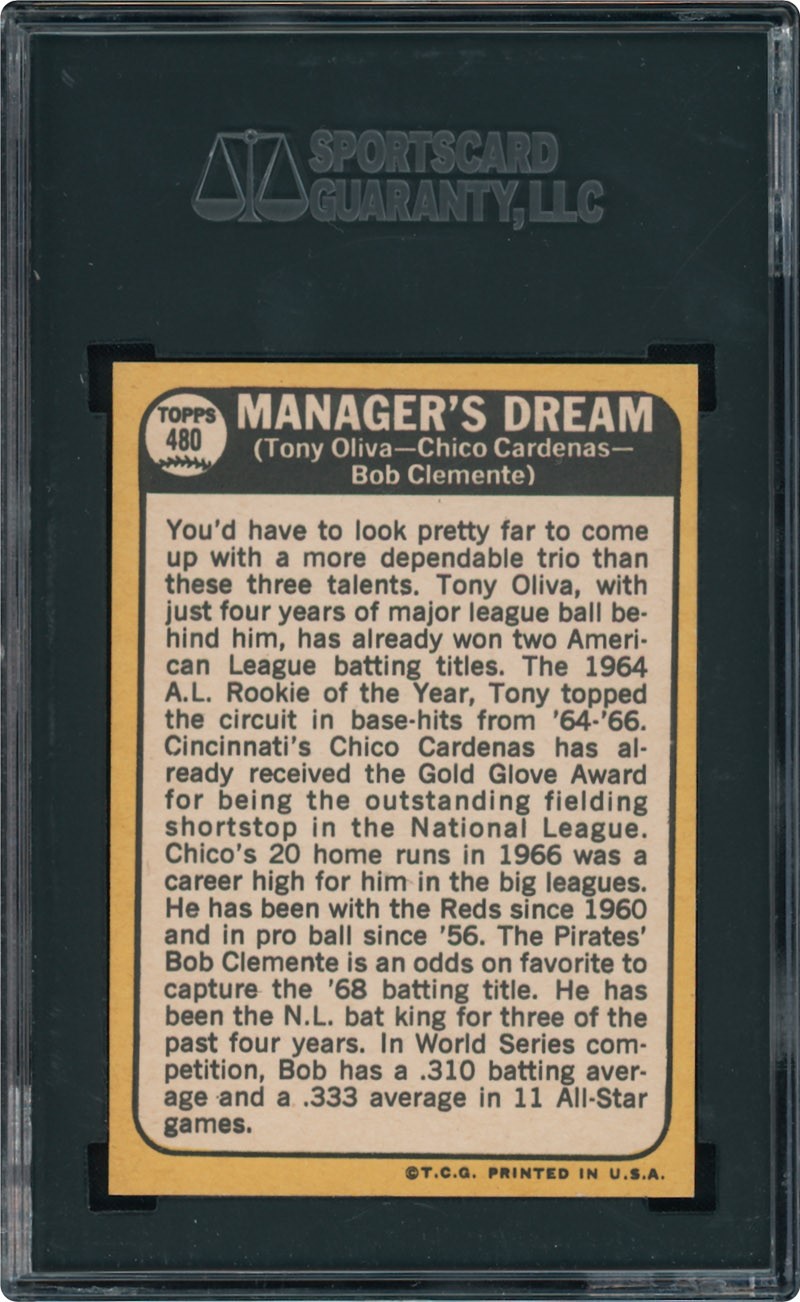 SPORTSCARD
GUARANTY, LLC
TOPPS
480
MANAGER'S DREAM
(Tony Oliva—Chico Cardenas—
Bob Clemente)
You'd have to look pretty far to come
up with a more dependable trio than
these three talents. Tony Oliva, with
just four years of major league ball be-
hind him, has already won two Ameri-
can League batting titles. The 1964
A.L. Rookie of the Year, Tony topped
the circuit in base-hits from '64-'66.
Cincinnati's Chico Cardenas has al-
ready received the Gold Glove Award
for being the outstanding fielding
shortstop in the National League.
Chico's 20 home runs in 1966 was a
career high for him in the big leagues.
He has been with the Reds since 1960
and in pro ball since '56. The Pirates'
Bob Clemente is an odds on favorite to
capture the '68 batting title. He has
been the N.L. bat king for three of the
past four years. In World Series com-
petition, Bob has a .310 batting aver-
age and a .333 average in 11 All-Star
games.
©T.C.G. PRINTED IN U.S.A.